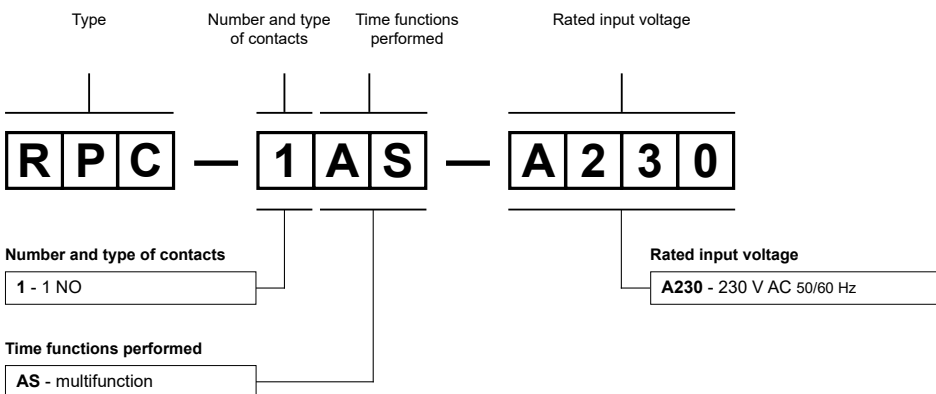 Type
Number and type
of contacts
Time functions
performed
Rated input voltage
RPC — 1AS — A230
Number and type of contacts
1 - 1 NO
Rated input voltage
A230 - 230 V AC 50/60 Hz
Time functions performed
AS - multifunction